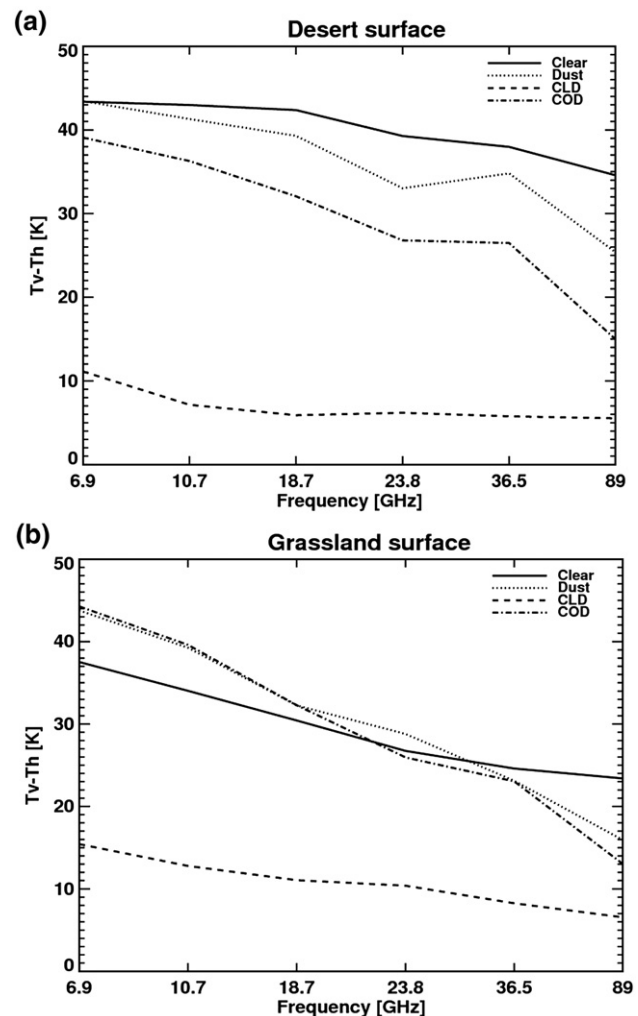 (a)
Desert surface
Clear
Dust
CLD
COD
50
40
30
20
10
0
Tv-Th [K]
6.9 10.7 18.7 23.8 36.5 89
Frequency [GHz]
(b)
Grassland surface
Clear
Dust
CLD
COD
50
40
30
20
10
0
Tv-Th [K]
6.9 10.7 18.7 23.8 36.5 89
Frequency [GHz]